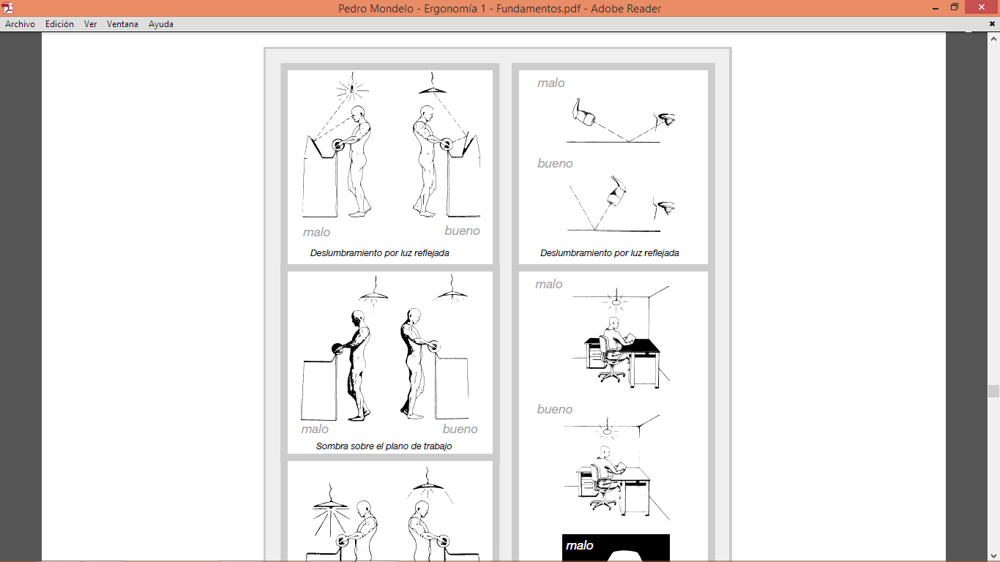 Pedro Mondelo - Ergonomía 1 - Fundamentos.pdf - Adobe Reader
Archivo Edición Ver Ventana Ayuda
malo bueno
Deslumbramiento por luz reflejada
malo
bueno
Deslumbramiento por luz reflejada
malo bueno
Sombra sobre el plano de trabajo
malo
bueno
malo